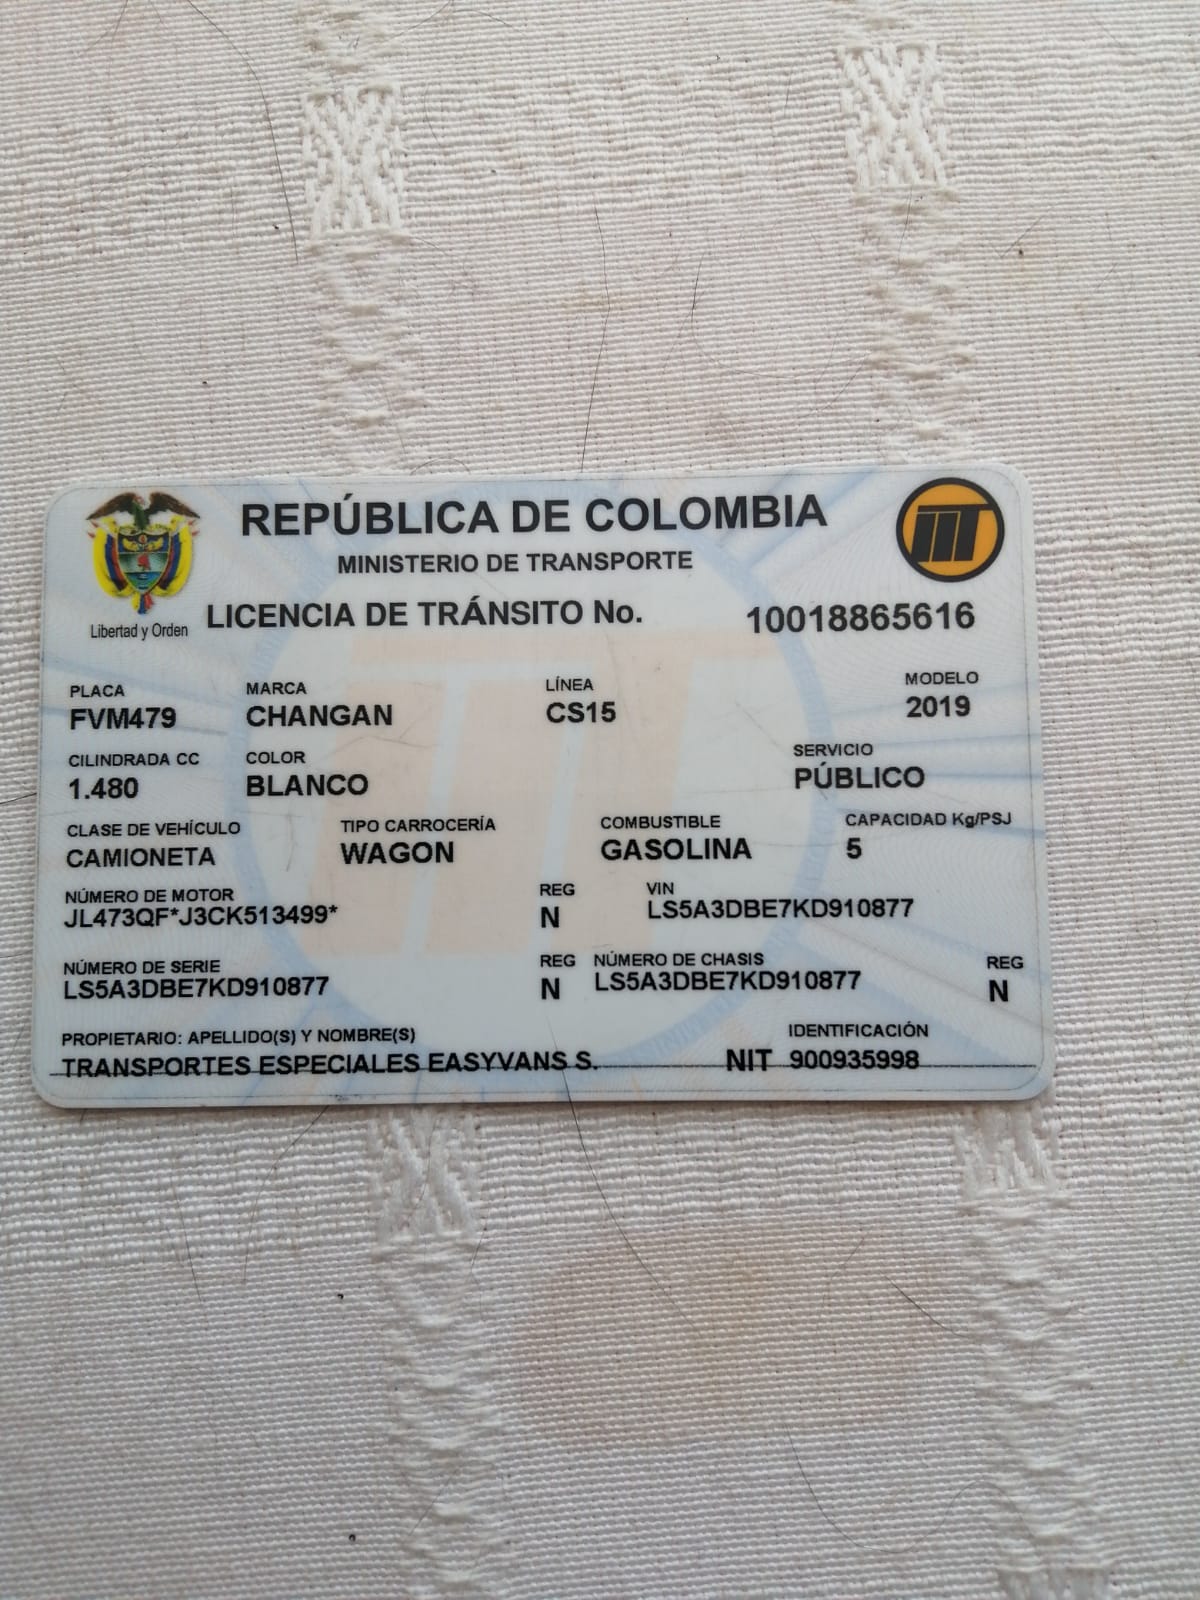 REPÚBLICA DE COLOMBIA
MINISTERIO DE TRANSPORTE
Libertad y Orden
LICENCIA DE TRÁNSITO No. 10018865616
PLACA MARCA LÍNEA MODELO
FVM479 CHANGAN CS15 2019
CILINDRADA CC COLOR SERVICIO
1.480 BLANCO PÚBLICO
CLASE DE VEHÍCULO TIPO CARROCERÍA COMBUSTIBLE CAPACIDAD Kg/PSJ
CAMIONETA WAGON GASOLINA 5
NÚMERO DE MOTOR REG VIN
JL473QF*J3CK513499* N LS5A3DBE7KD910877
NÚMERO DE SERIE REG NÚMERO DE CHASIS REG
LS5A3DBE7KD910877 N LS5A3DBE7KD910877 N
PROPIETARIO: APELLIDO(S) Y NOMBRE(S) IDENTIFICACIÓN
TRANSPORTES ESPECIALES EASYVANS S. NIT 900935998